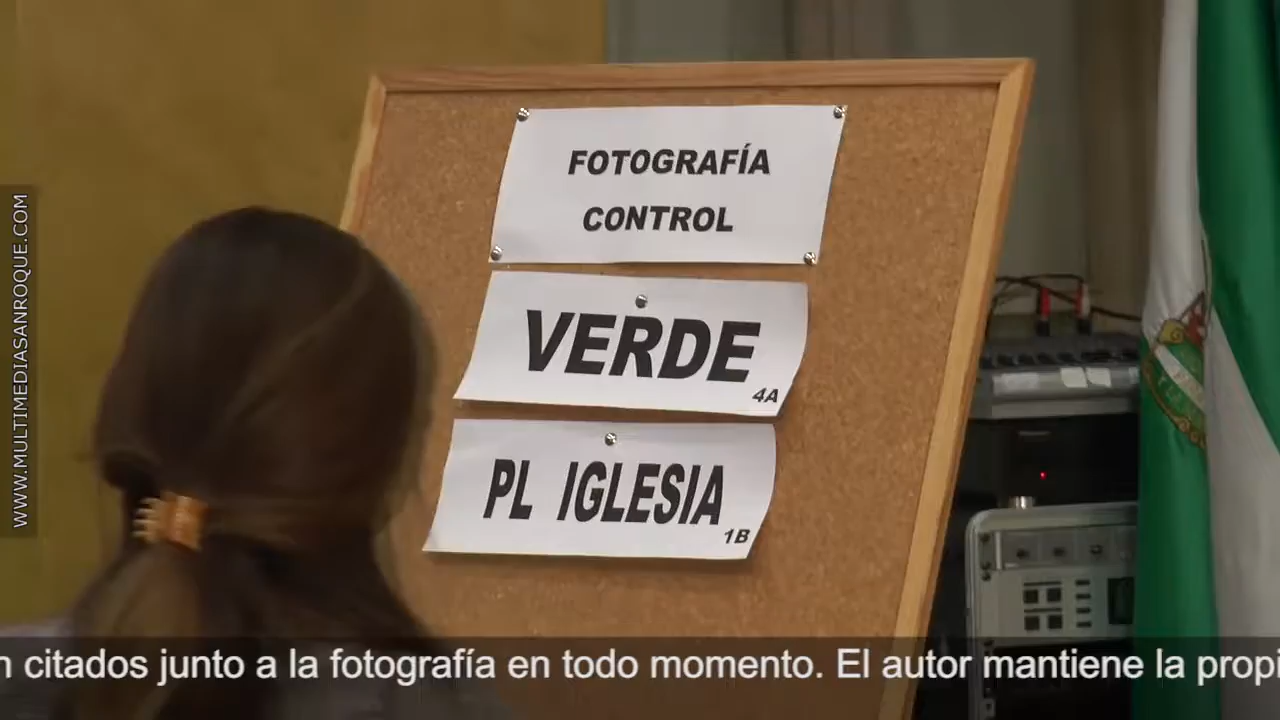 FOTOGRAFÍA
CONTROL
VERDE
4A
PL IGLESIA
1B
WWW.MULTIMEDIASANROQUE.COM
citados junto a la fotografía en todo momento. El autor mantiene la